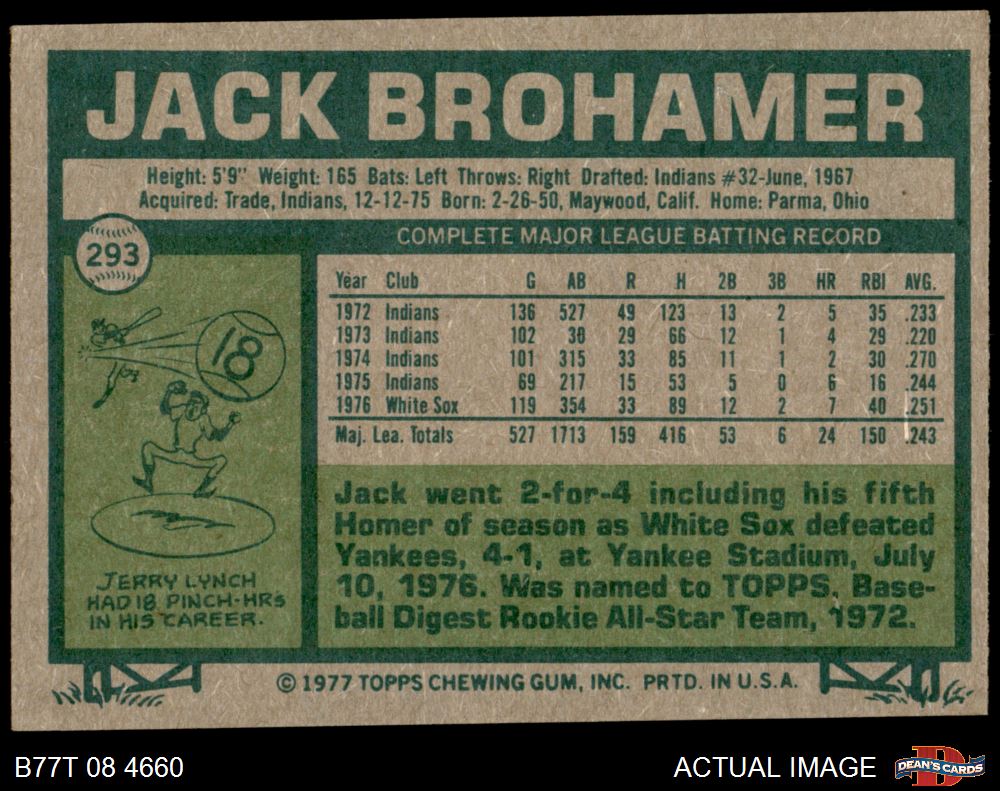 JACK BROHAMER
Height: 5'9" Weight: 165 Bats: Left Throws: Right Drafted: Indians #32-June, 1967
Acquired: Trade, Indians, 12-12-75 Born: 2-26-50, Maywood, Calif. Home: Parma, Ohio
293
COMPLETE MAJOR LEAGUE BATTING RECORD
Year Club G AB R H 2B 3B HR RBI AVG.
1972 Indians 136 527 49 123 13 2 5 35 .233
1973 Indians 102 30 29 66 12 1 4 29 .220
1974 Indians 101 315 33 85 11 1 2 30 .270
1975 Indians 69 217 15 53 5 0 6 16 .244
1976 White Sox 119 354 33 89 12 2 7 40 .251
Maj. Lea. Totals 527 1713 159 416 53 6 24 150 .243
18
JERRY LYNCH
HAD 18 PINCH-HRS
IN HIS CAREER.
Jack went 2-for-4 including his fifth
Homer of season as White Sox defeated
Yankees, 4-1, at Yankee Stadium, July
10, 1976. Was named to TOPPS, Base-
ball Digest Rookie All-Star Team, 1972.
© 1977 TOPPS CHEWING GUM, INC. PRTD. IN U.S.A.
B77T 08 4660
ACTUAL IMAGE
D
DEAN'S CARDS